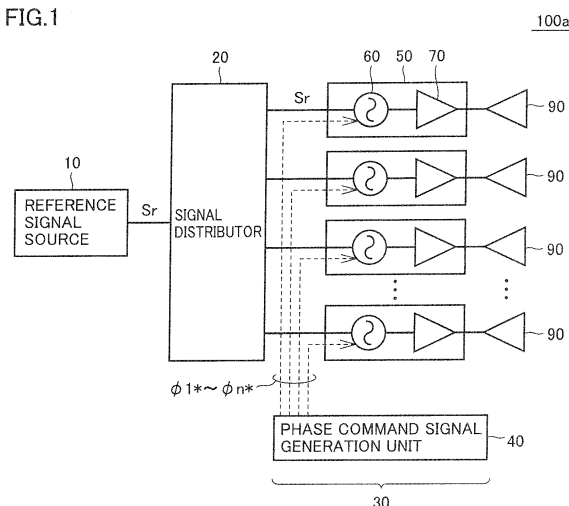 FIG.1
100a
20
60
50
70
Sr
90
10
REFERENCE
SIGNAL
SOURCE
Sr
SIGNAL
DISTRIBUTOR
90
90
90
ϕ1*~ϕn*
PHASE COMMAND SIGNAL
GENERATION UNIT
40
30